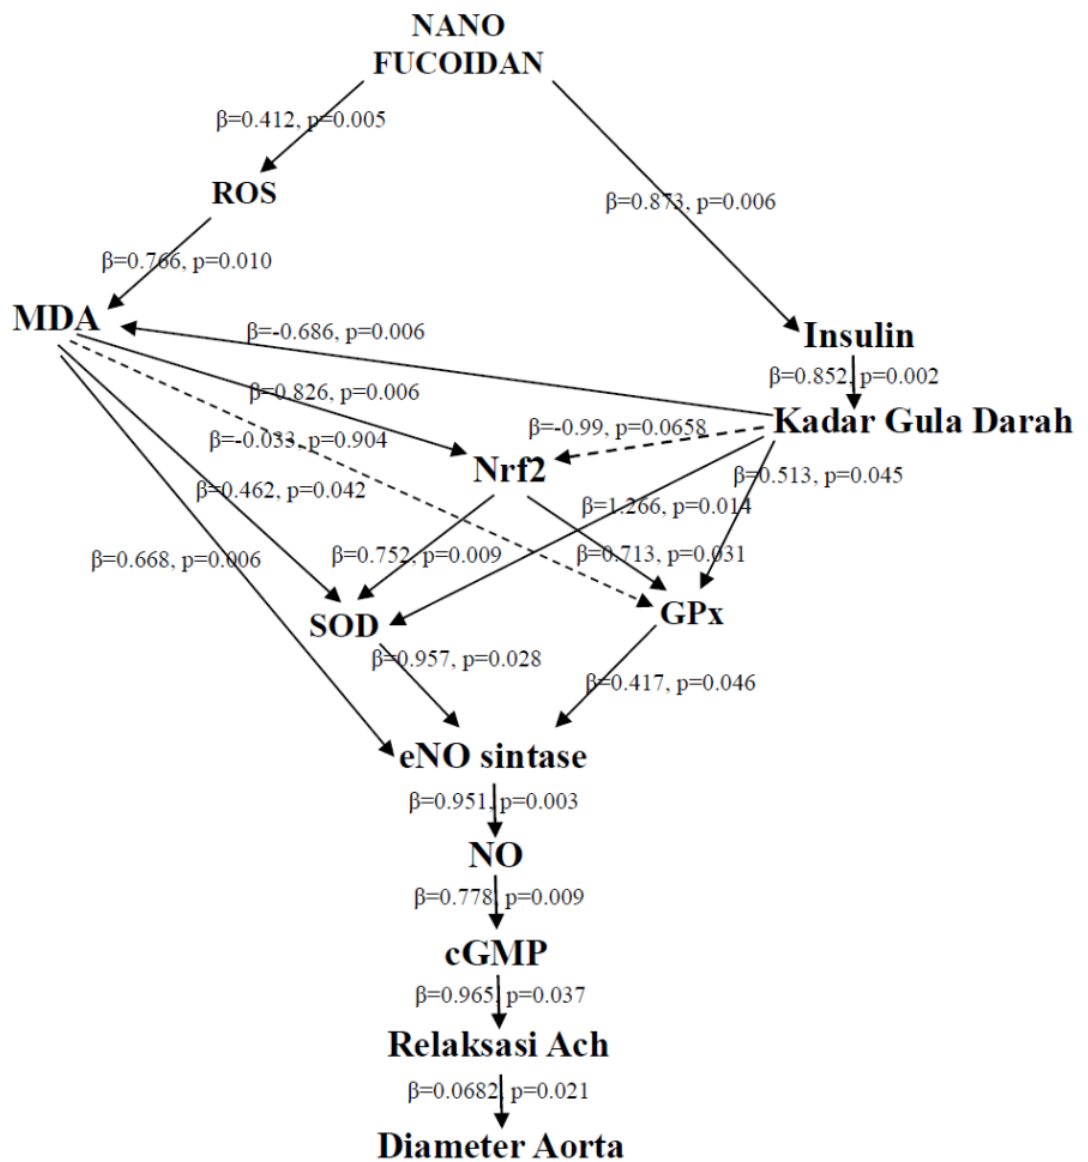 NANO
FUCOIDAN
β=0.412, p=0.005
ROS
β=0.873, p=0.006
β=0.766, p=0.010
MDA
β=-0.686, p=0.006
Insulin
β=0.852, p=0.002
β=0.826, p=0.006
Kadar Gula Darah
β=-0.033, p=0.904
β=-0.99, p=0.0658
Nrf2
β=0.513, p=0.045
β=0.462, p=0.042
β=1.266, p=0.014
β=0.668, p=0.006
β=0.752, p=0.009
β=0.713, p=0.031
SOD
GPx
β=0.957, p=0.028
β=0.417, p=0.046
eNO sintase
β=0.951, p=0.003
NO
β=0.778, p=0.009
cGMP
β=0.965, p=0.037
Relaksasi Ach
β=0.0682, p=0.021
Diameter Aorta